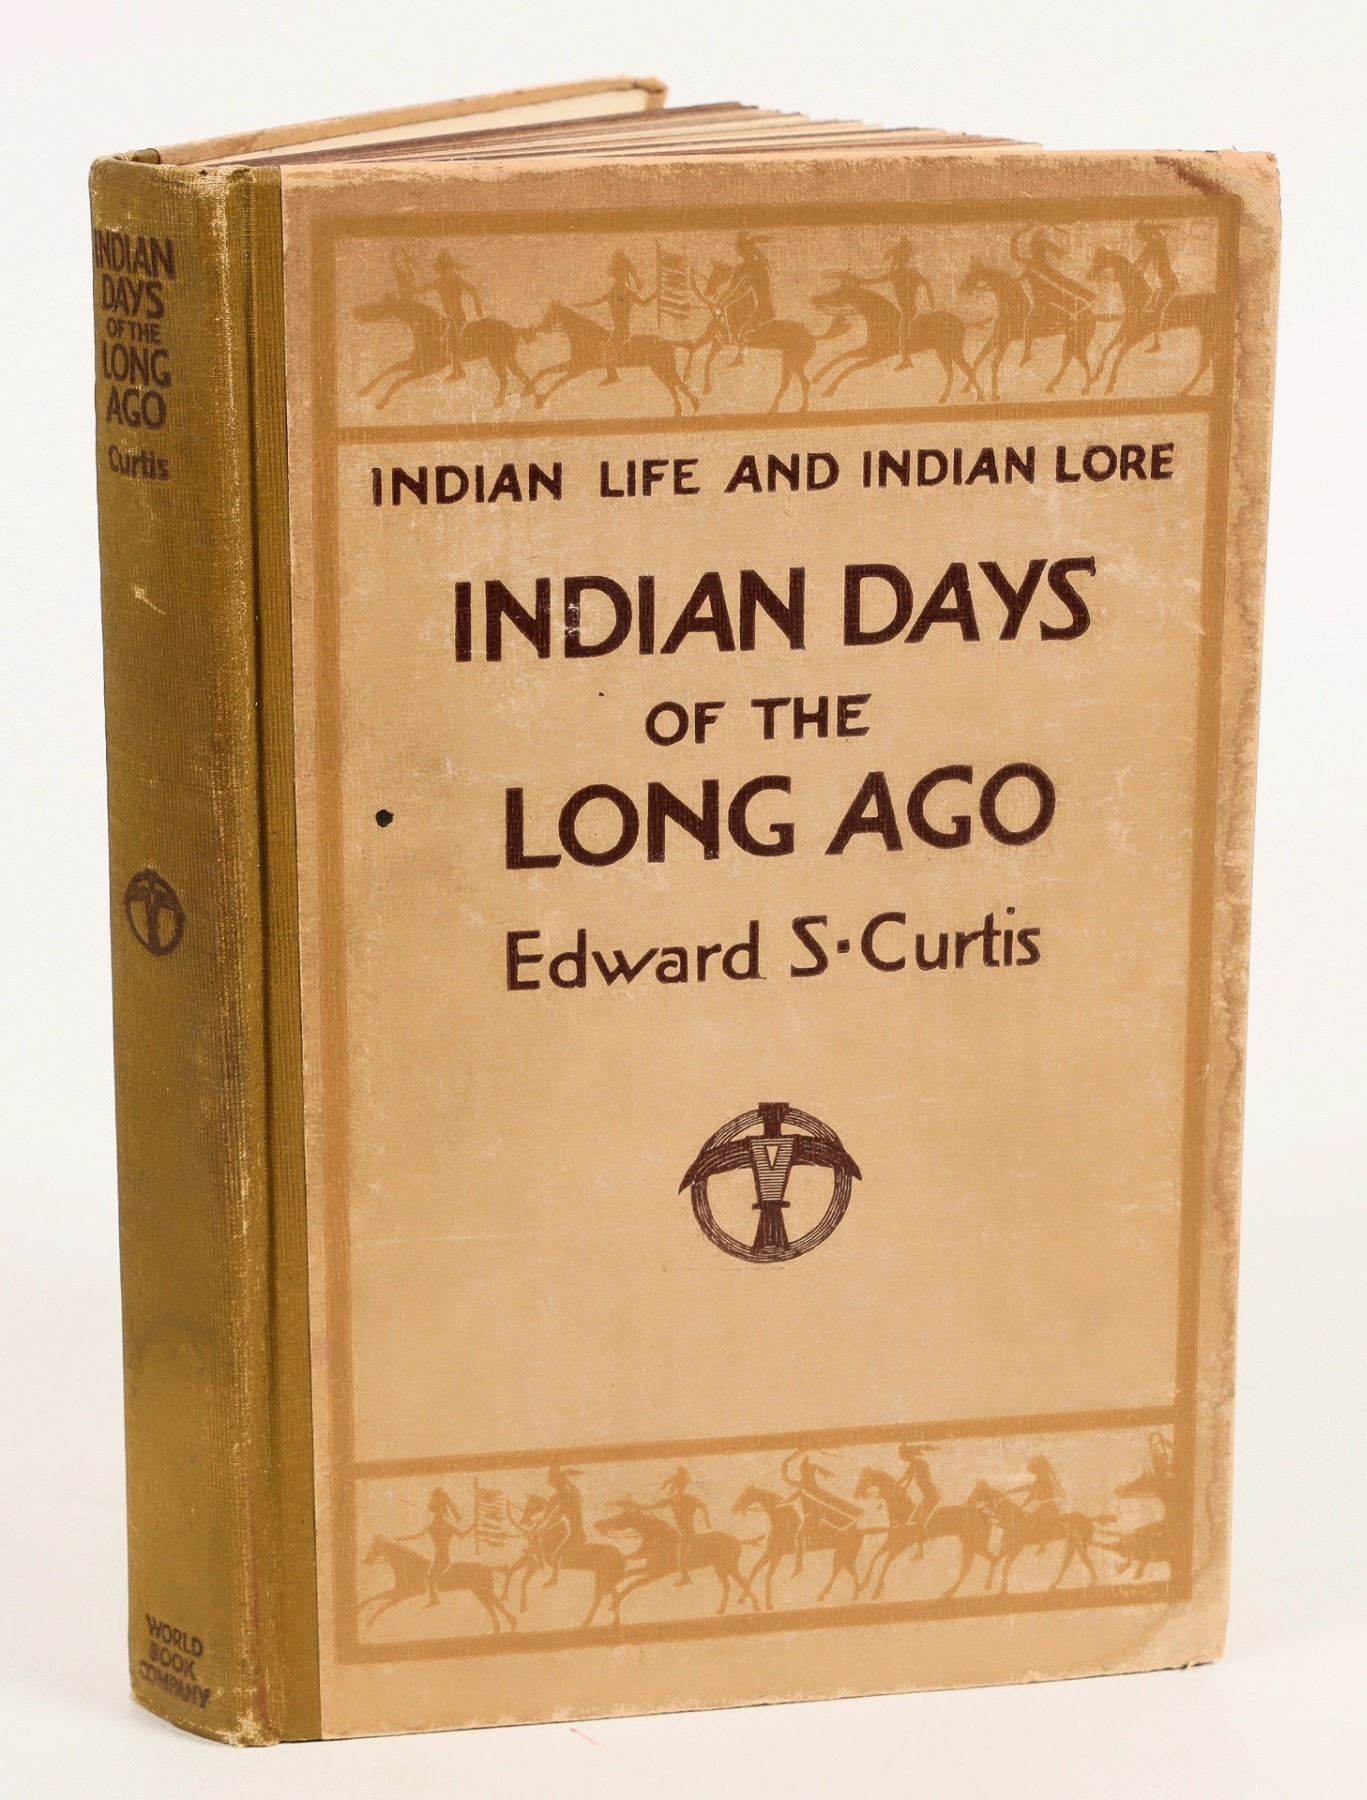 INDIAN
DAYS
OF THE
LONG
AGO
Curtis
WORLD
BOOK
COMPANY
INDIAN LIFE AND INDIAN LORE
INDIAN DAYS
OF THE
LONG AGO
Edward S. Curtis